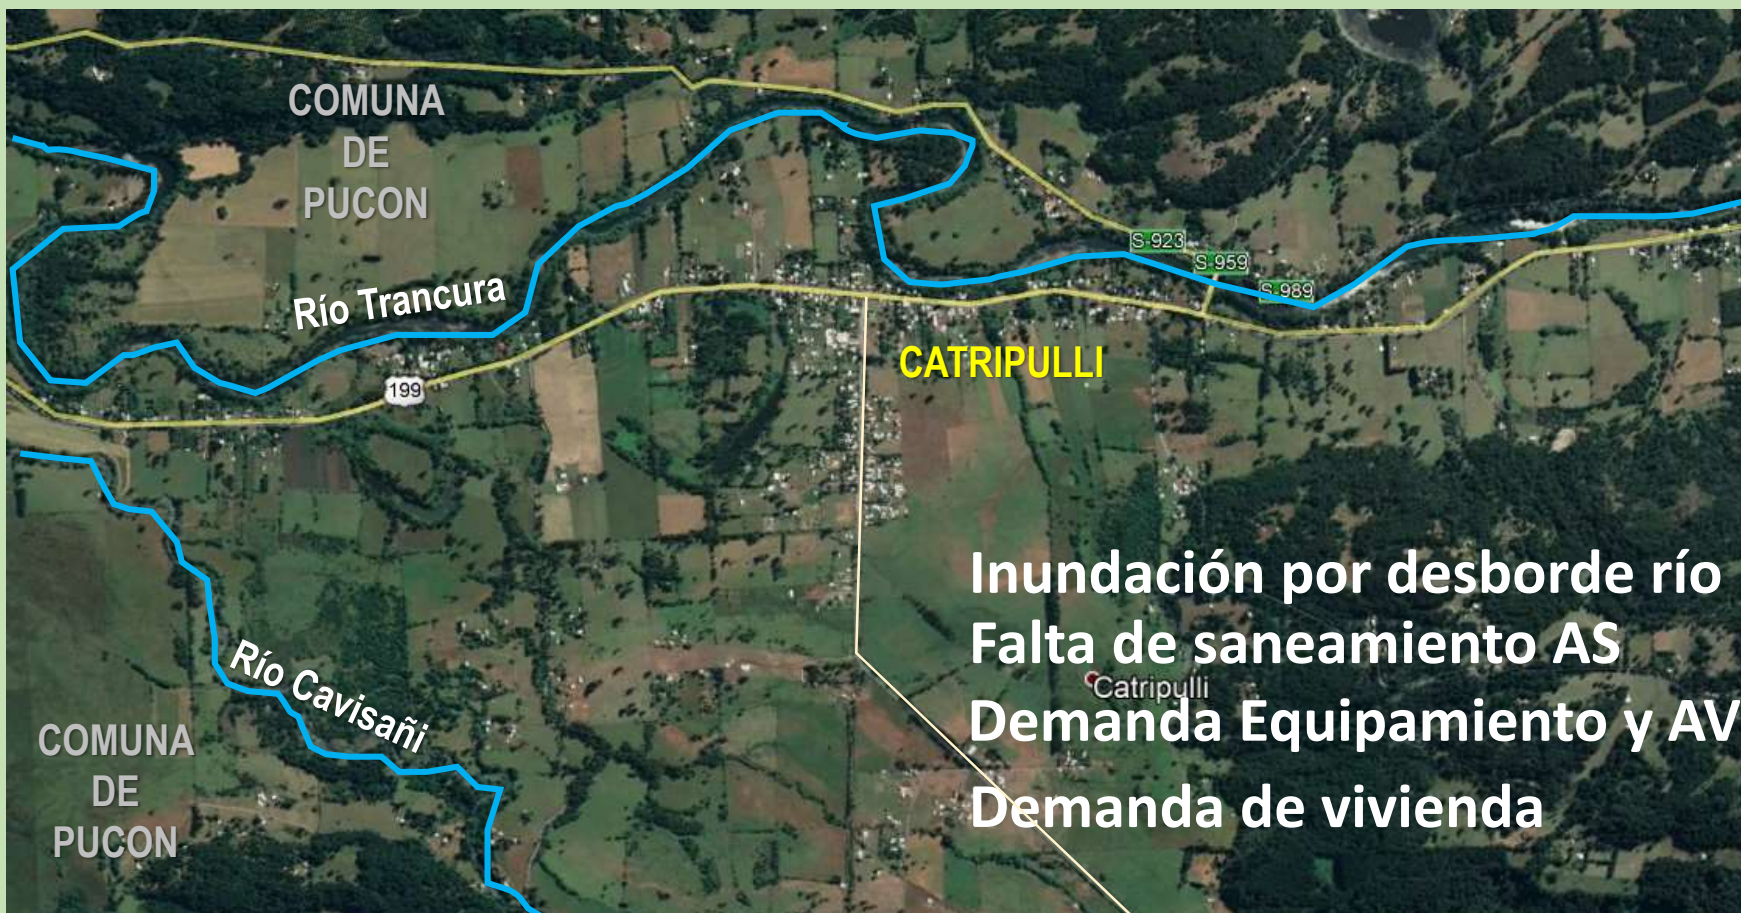 COMUNA
DE
PUCON
S-923
S-959
S-989
Río Trancura
CATRIPULLI
199
Inundación por desborde río
Falta de saneamiento AS
Catripulli
Demanda Equipamiento y AV
Demanda de vivienda
Río Cavisañi
COMUNA
DE
PUCON